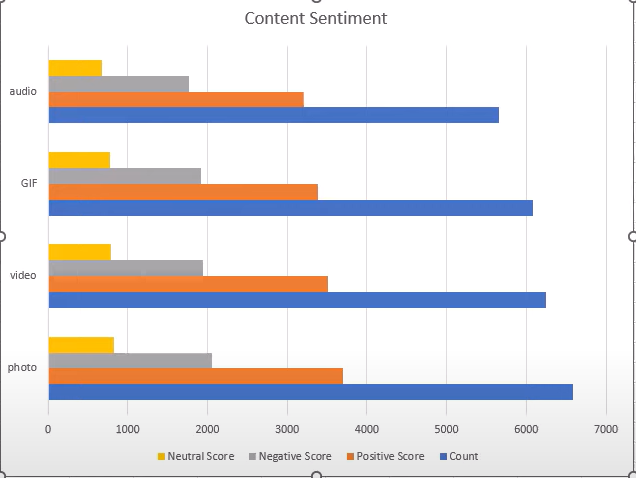 Content Sentiment
audio
GIF
video
photo
0 1000 2000 3000 4000 5000 6000 7000
Neutral Score Negative Score Positive Score Count